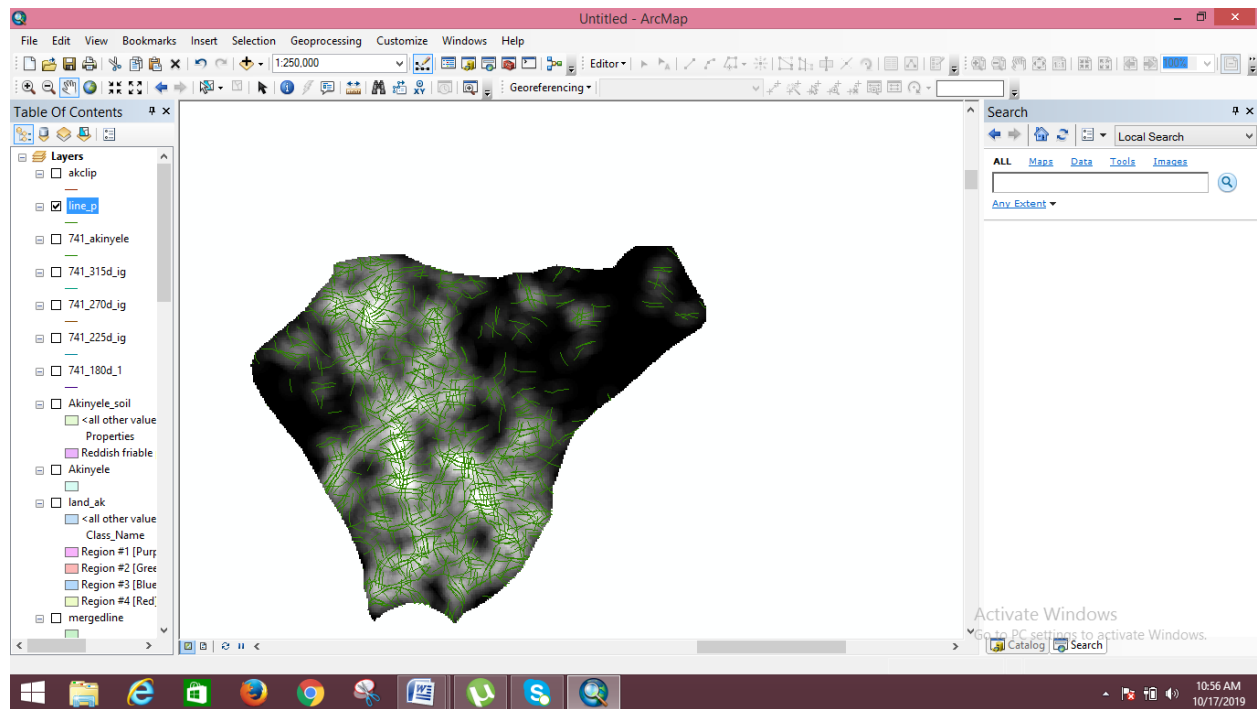 Untitled - ArcMap
File Edit View Bookmarks Insert Selection Geoprocessing Customize Windows Help
1:250,000 Editor 100%
Georeferencing
Table Of Contents
Layers
akclip
line_p
741_akinyele
741_315d_ig
741_270d_ig
741_225d_ig
741_180d_1
Akinyele_soil
<all other value
Properties
Reddish friable
Akinyele
land_ak
<all other value
Class_Name
Region #1 [Purp
Region #2 [Gree
Region #3 [Blue
Region #4 [Red]
mergedline
Search
Local Search
ALL Maps Data Tools Images
Any Extent
Activate Windows
Go to PC settings to activate Windows.
Catalog Search
10:56 AM
10/17/2019